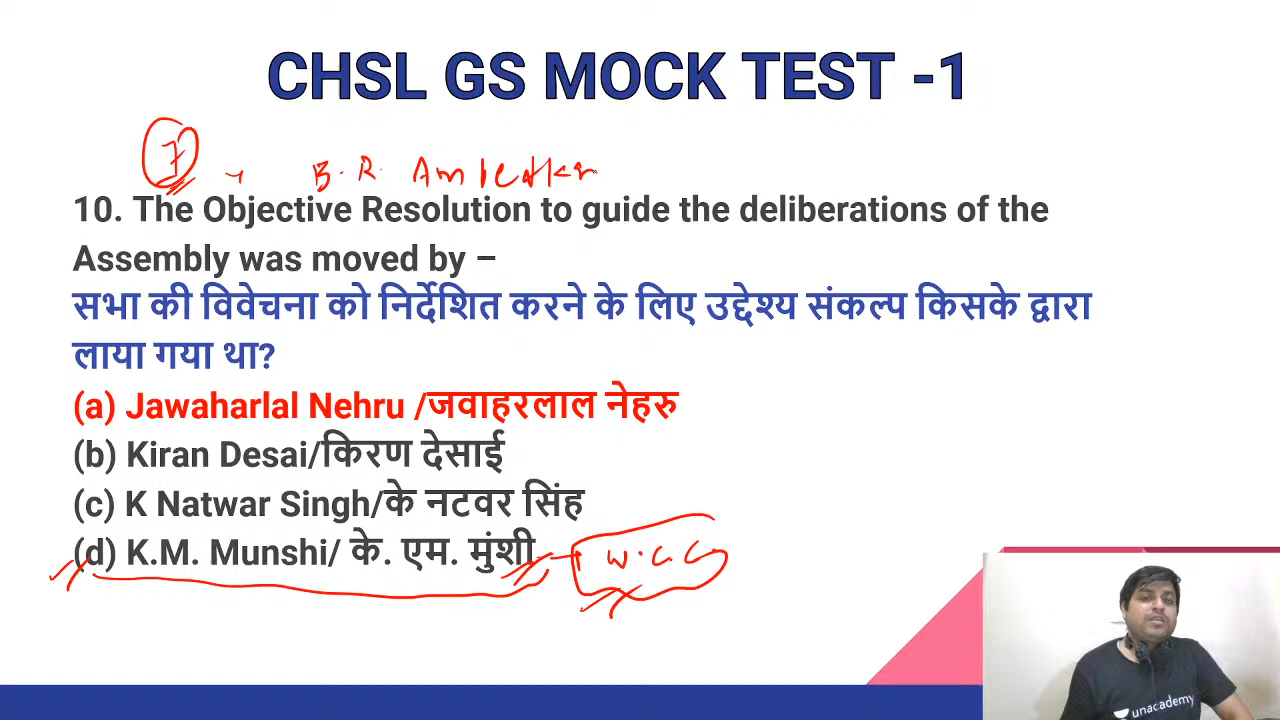 CHSL GS MOCK TEST -1
7 → B.R. Ambedkar
10. The Objective Resolution to guide the deliberations of the
Assembly was moved by –
सभा की विवेचना को निर्देशित करने के लिए उद्देश्य संकल्प किसके द्वारा
लाया गया था?
(a) Jawaharlal Nehru /जवाहरलाल नेहरु
(b) Kiran Desai/किरण देसाई
(c) K Natwar Singh/के नटवर सिंह
(d) K.M. Munshi/ के. एम. मुंशी
unacademy